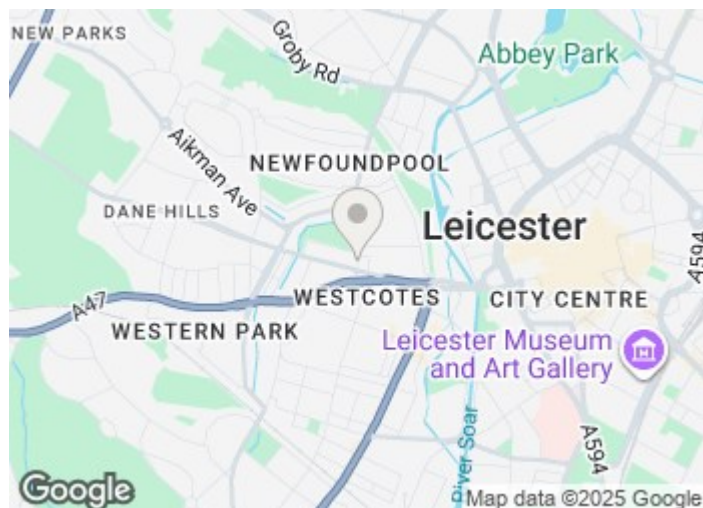 NEW PARKS
Groby Rd
Abbey Park
Aikman Ave
NEWFOUNDPOOL
DANE HILLS
Leicester
A594
A47
WESTCOTES
CITY CENTRE
WESTERN PARK
Leicester Museum
and Art Gallery
River Soar
A594
Google
Map data ©2025 Google